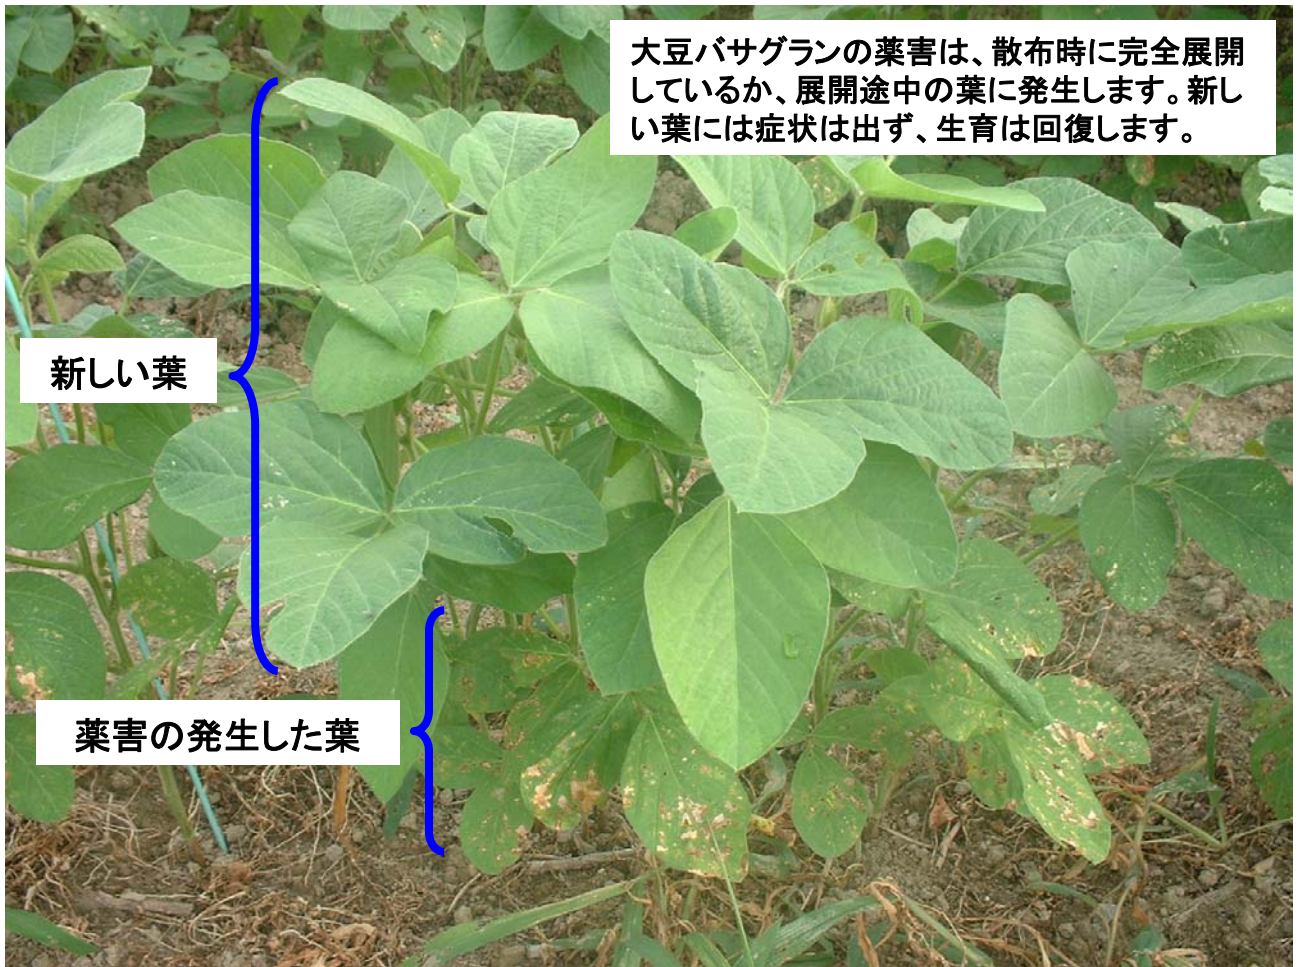 大豆バサグランの薬害は、散布時に完全展開
しているか、展開途中の葉に発生します。新し
い葉には症状は出ず、生育は回復します。
新しい葉
薬害の発生した葉